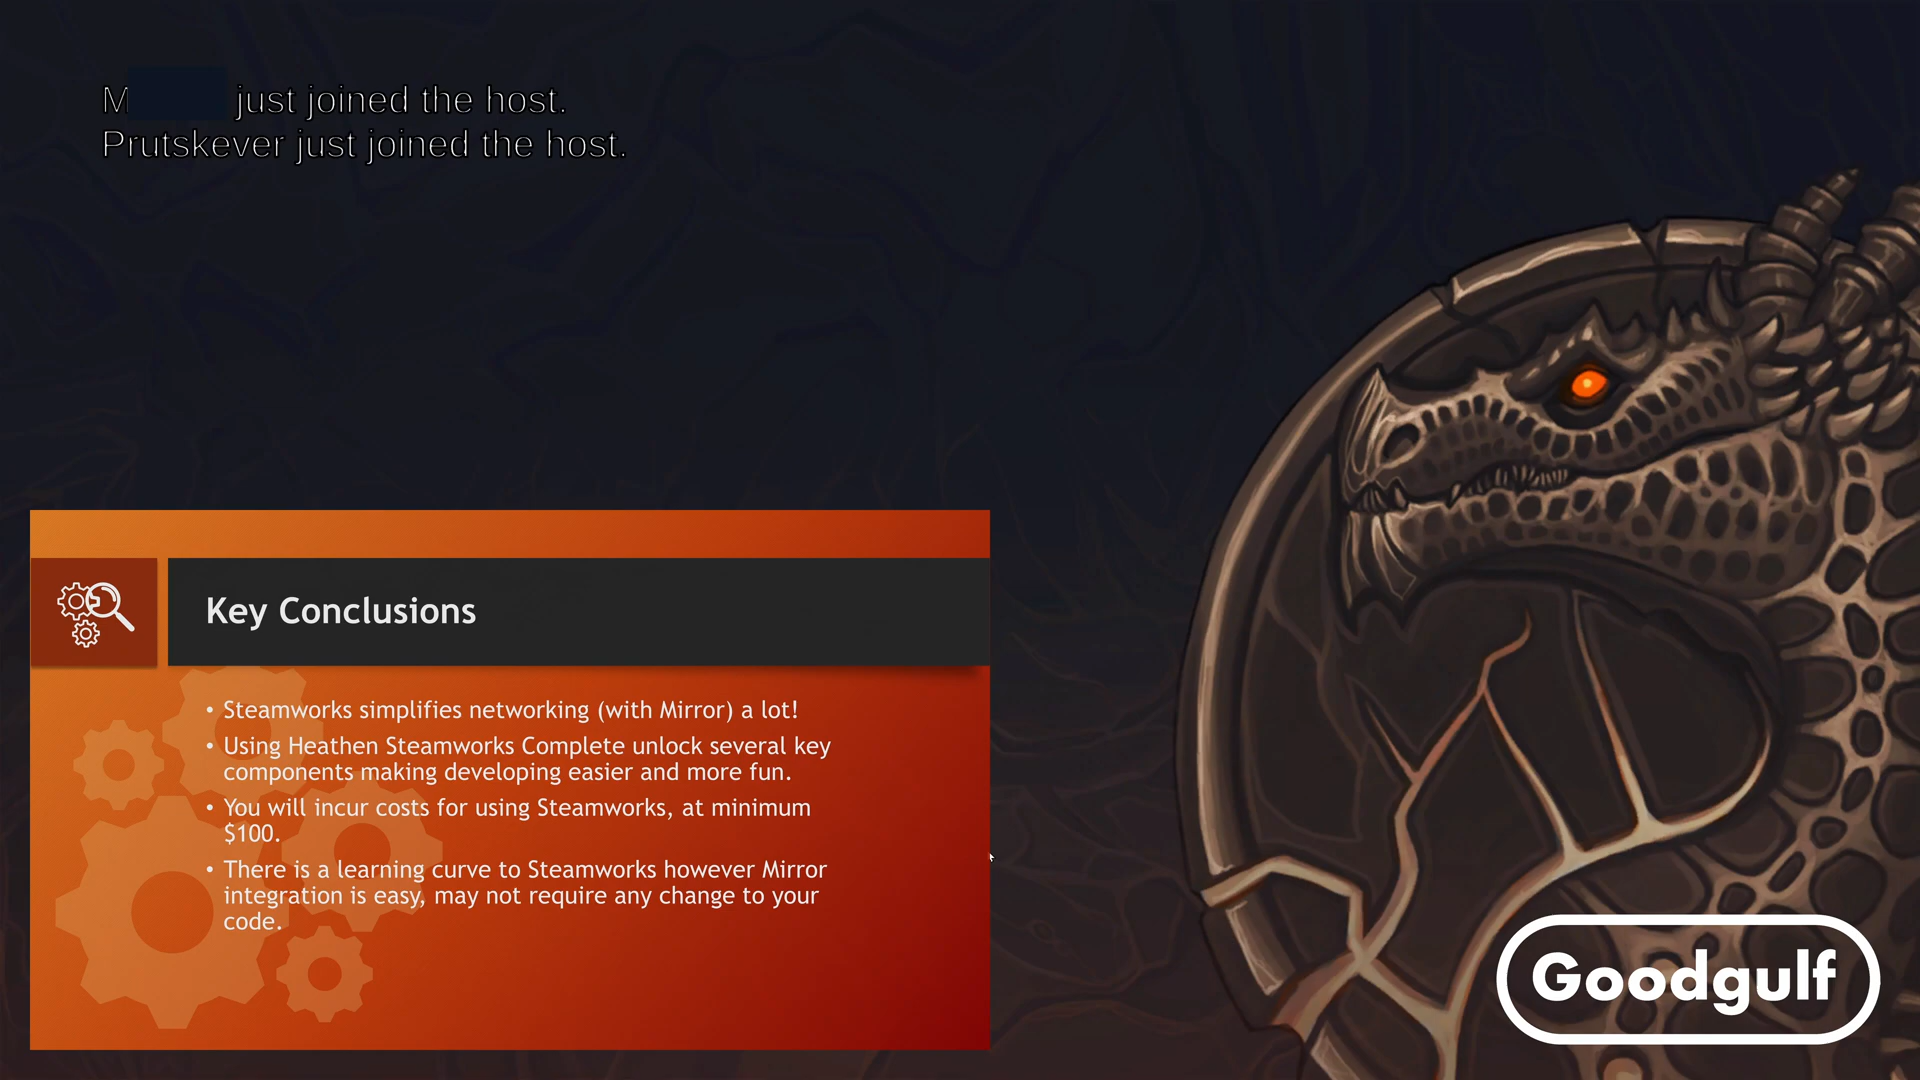 M just joined the host.
Prutskever just joined the host.
Key Conclusions
• Steamworks simplifies networking (with Mirror) a lot!
• Using Heathen Steamworks Complete unlock several key
components making developing easier and more fun.
• You will incur costs for using Steamworks, at minimum
$100.
• There is a learning curve to Steamworks however Mirror
integration is easy, may not require any change to your
code.
Goodgulf